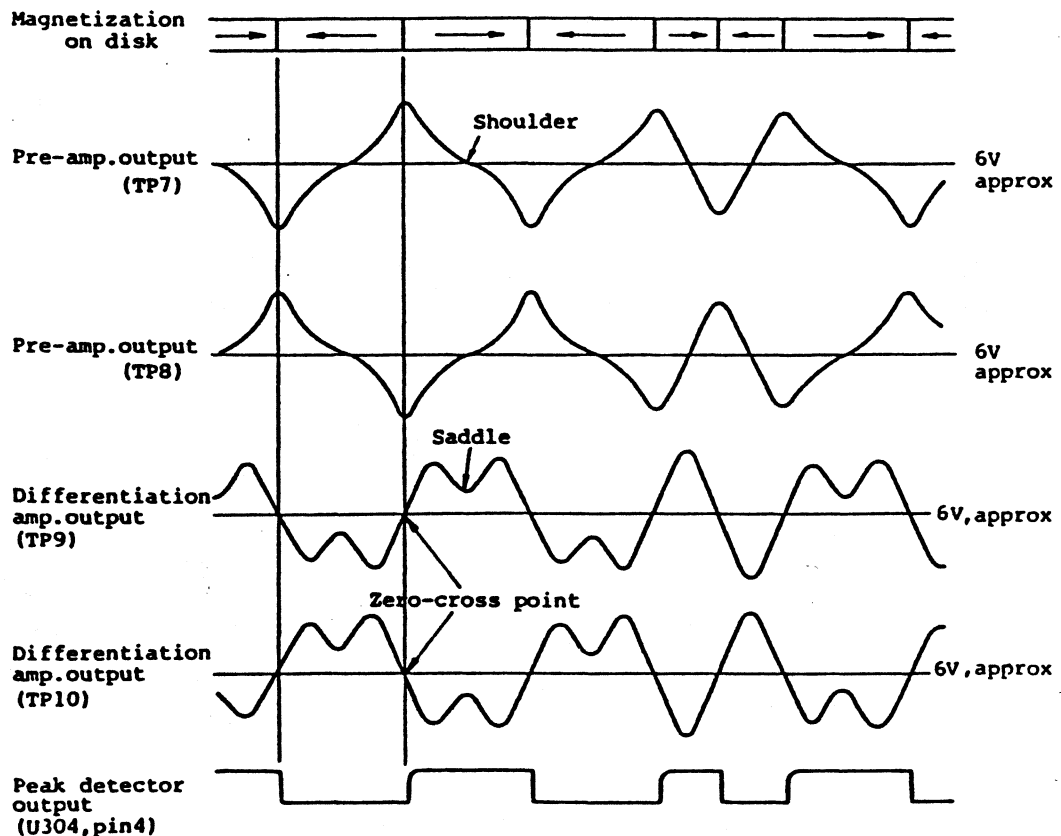 Magnetization
on disk
Shoulder
Pre-amp.output
(TP7)
6V
approx
Pre-amp.output
(TP8)
6V
approx
Saddle
Differentiation
amp.output
(TP9)
6V,approx
Zero-cross point
Differentiation
amp.output
(TP10)
6V,approx
Peak detector
output
(U304,pin4)